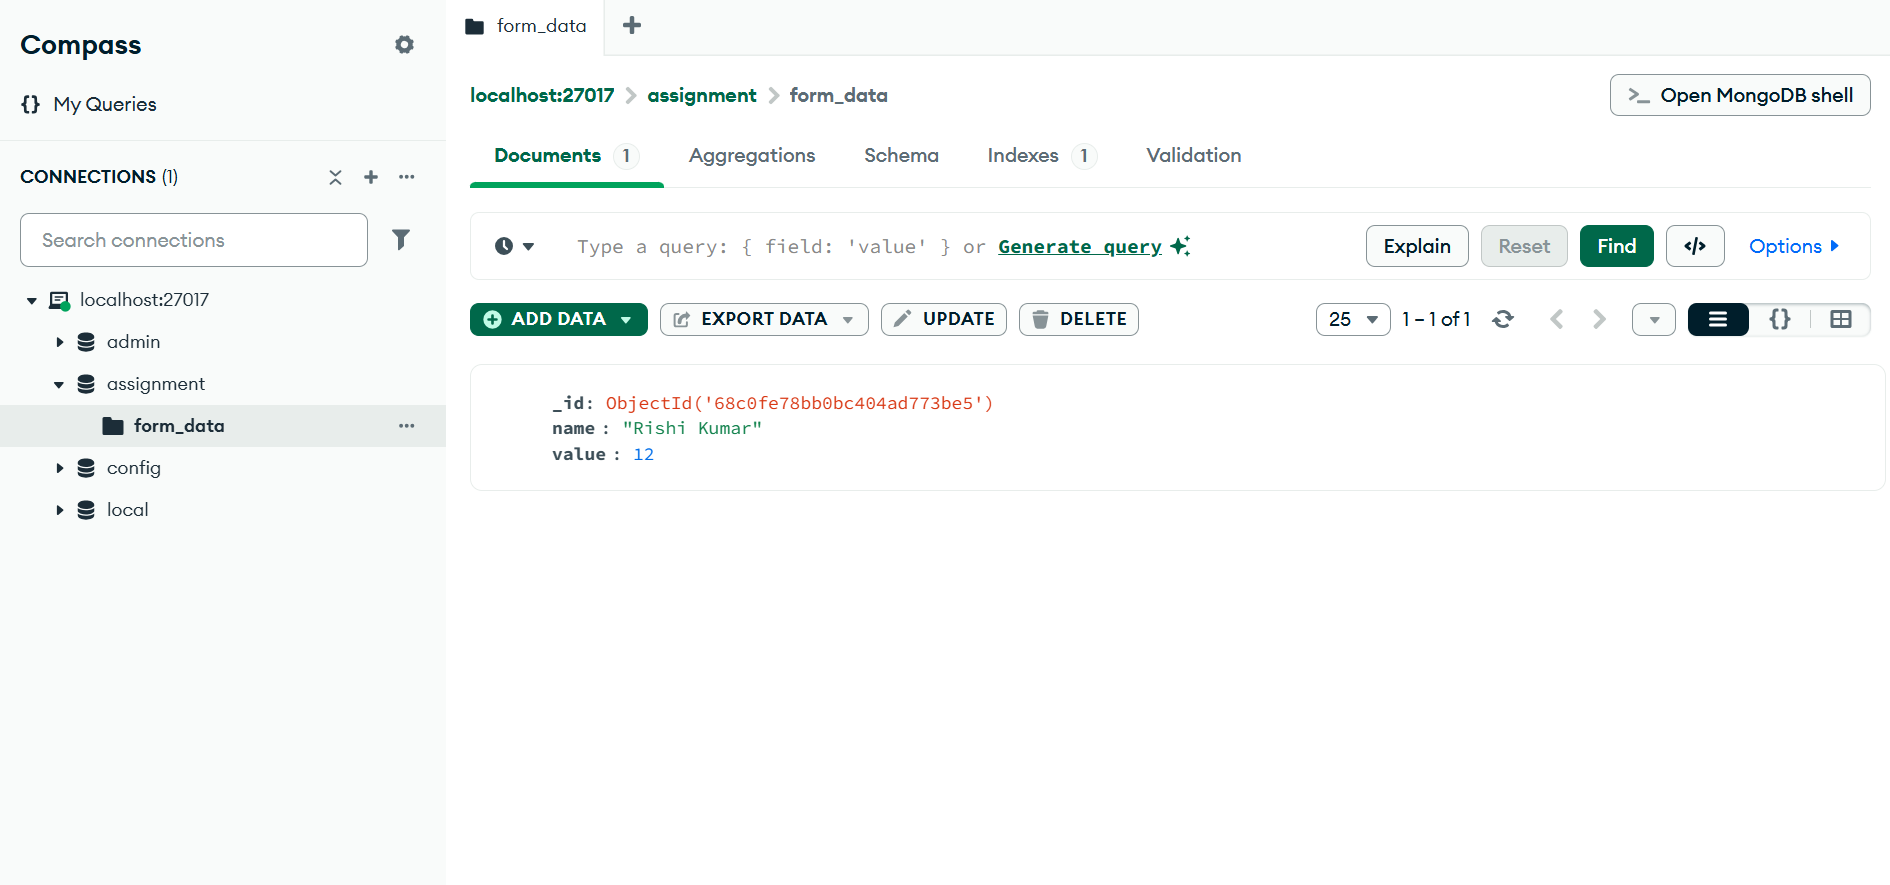 Compass
My Queries
CONNECTIONS (1)
Search connections
localhost:27017
admin
assignment
form_data
config
local
form_data
localhost:27017 > assignment > form_data
>_ Open MongoDB shell
Documents 1 Aggregations Schema Indexes 1 Validation
Type a query: { field: 'value' } or Generate query
Explain Reset Find </> Options
ADD DATA EXPORT DATA UPDATE DELETE
25 1 – 1 of 1 {}
_id: ObjectId('68c0fe78bb0bc404ad773be5')
name : "Rishi Kumar"
value : 12